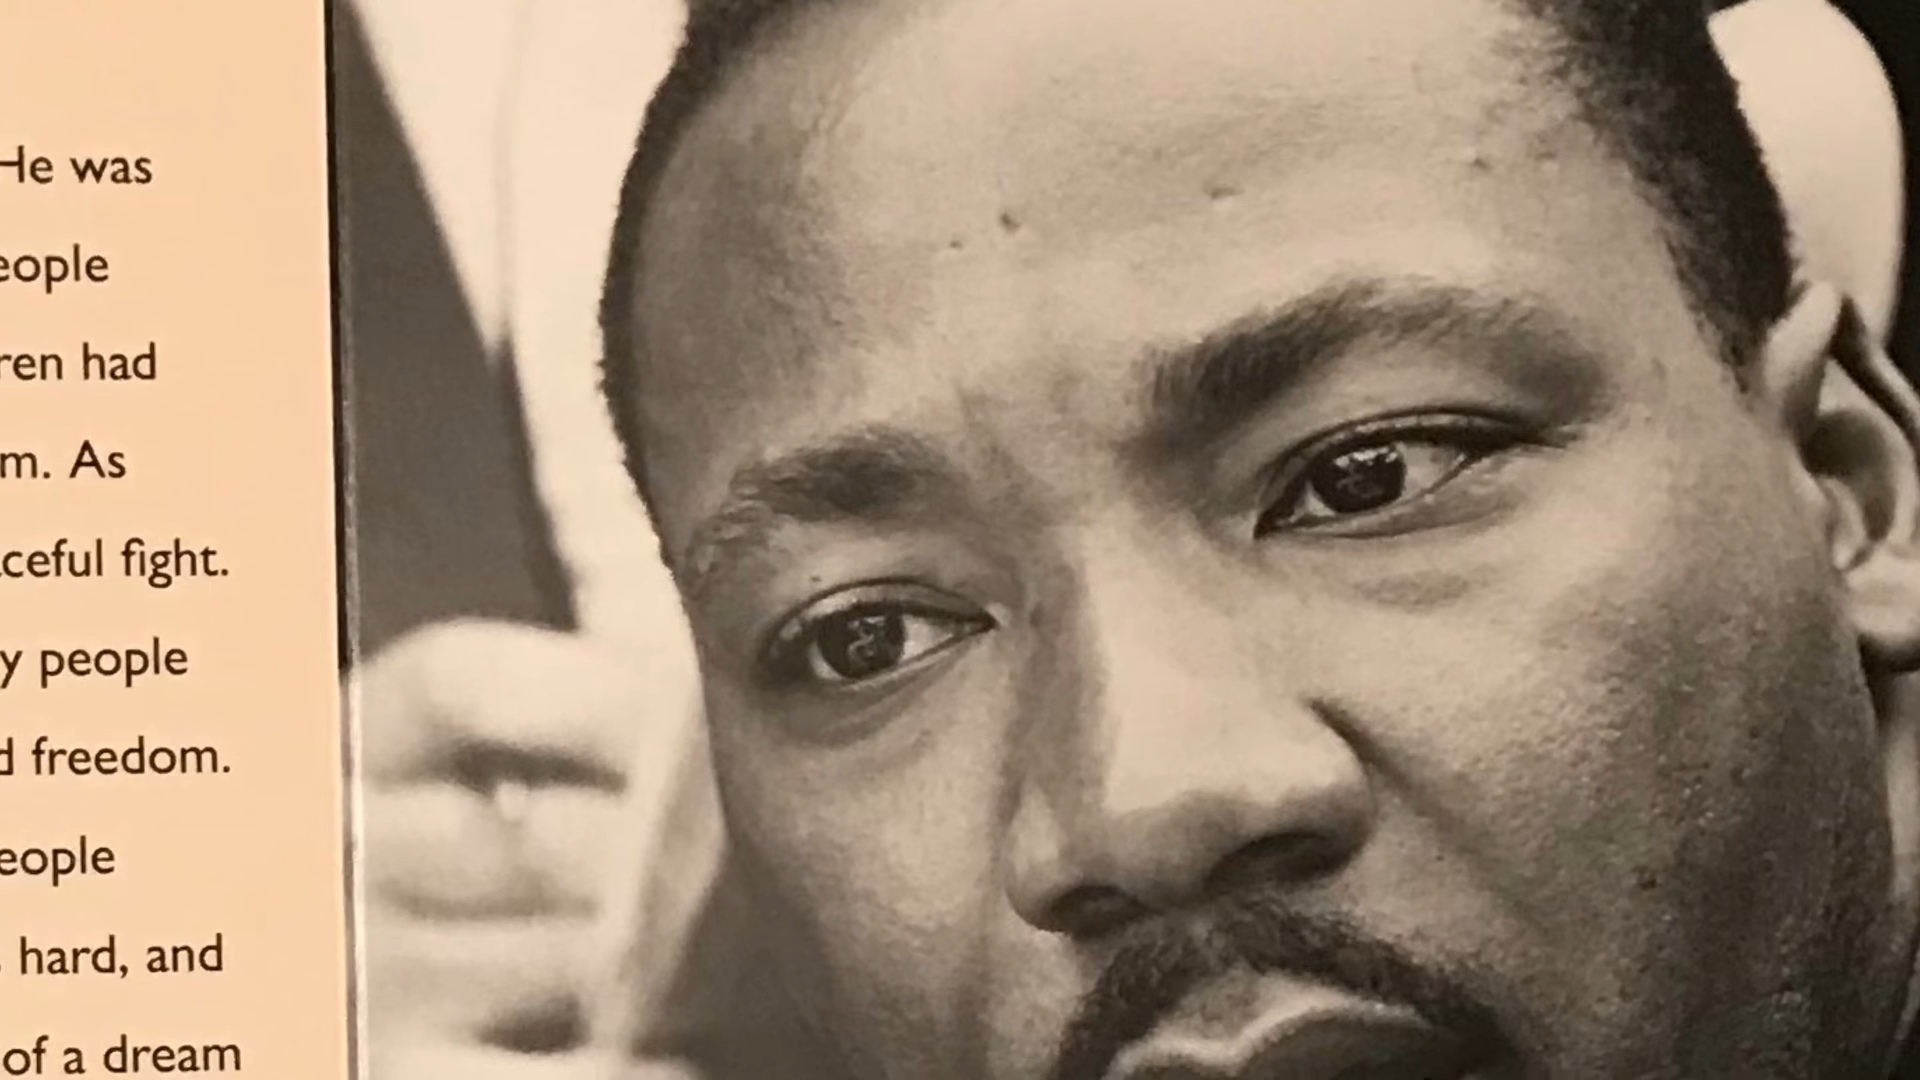 He was
eople
ren had
m. As
ceful fight.
y people
d freedom.
eople
hard, and
of a dream